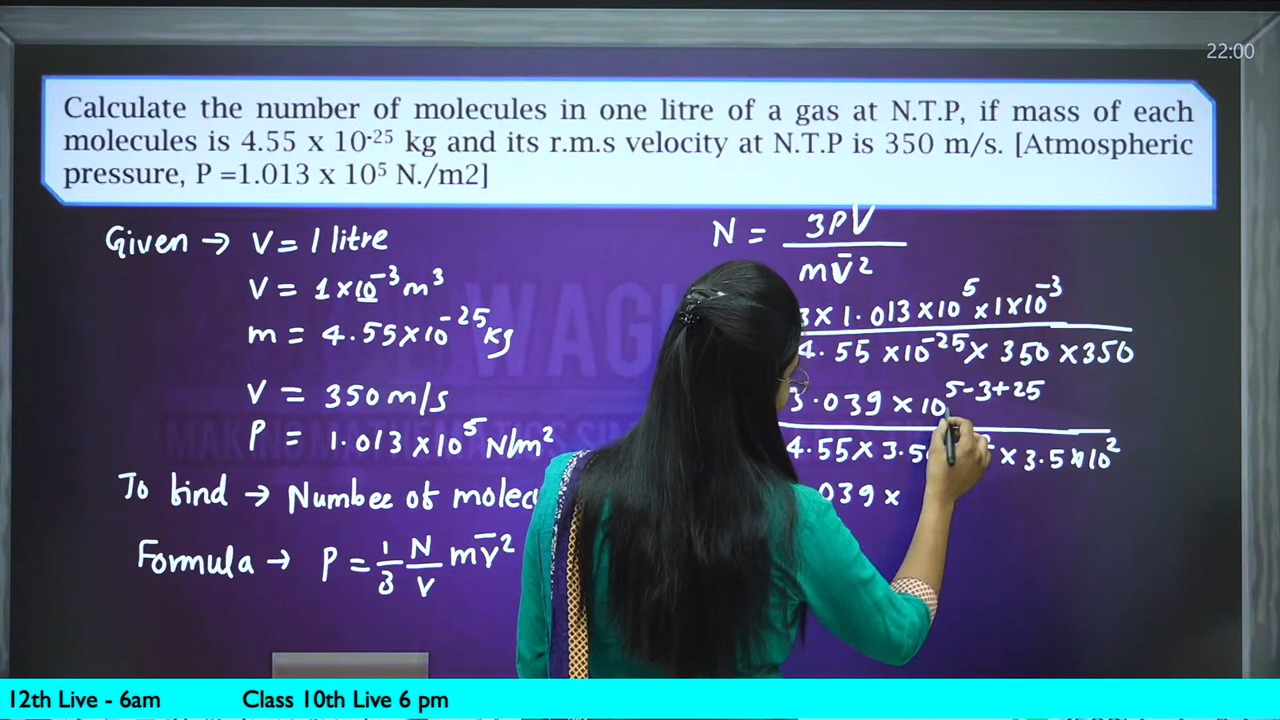 22:00
Calculate the number of molecules in one litre of a gas at N.T.P, if mass of each
molecules is 4.55 x 10⁻²⁵ kg and its r.m.s velocity at N.T.P is 350 m/s. [Atmospheric
pressure, P =1.013 x 10⁵ N./m2]
Given → V = 1 litre
V = 1×10⁻³ m³
m = 4.55×10⁻²⁵ kg
V = 350 m/s
P = 1.013 ×10⁵ N/m²
To find → Number of
Formula → P = 1/3 N/V m v̄²
N = 3PV / m v̄²
3 × 1.013 ×10⁵ ×1×10⁻³
4.55 ×10⁻²⁵ × 350 ×350
3.039 × 10⁵⁻³⁺²⁵
4.55 × 3.5 × 3.5×10²
039 ×
12th Live - 6am Class 10th Live 6 pm